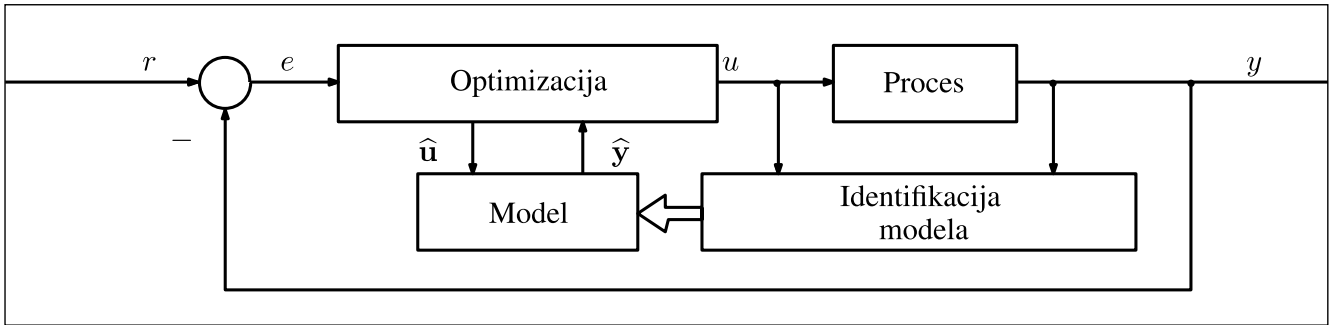 r
e
Optimizacija
u
Proces
y
−
û
ŷ
Model
Identifikacija
modela